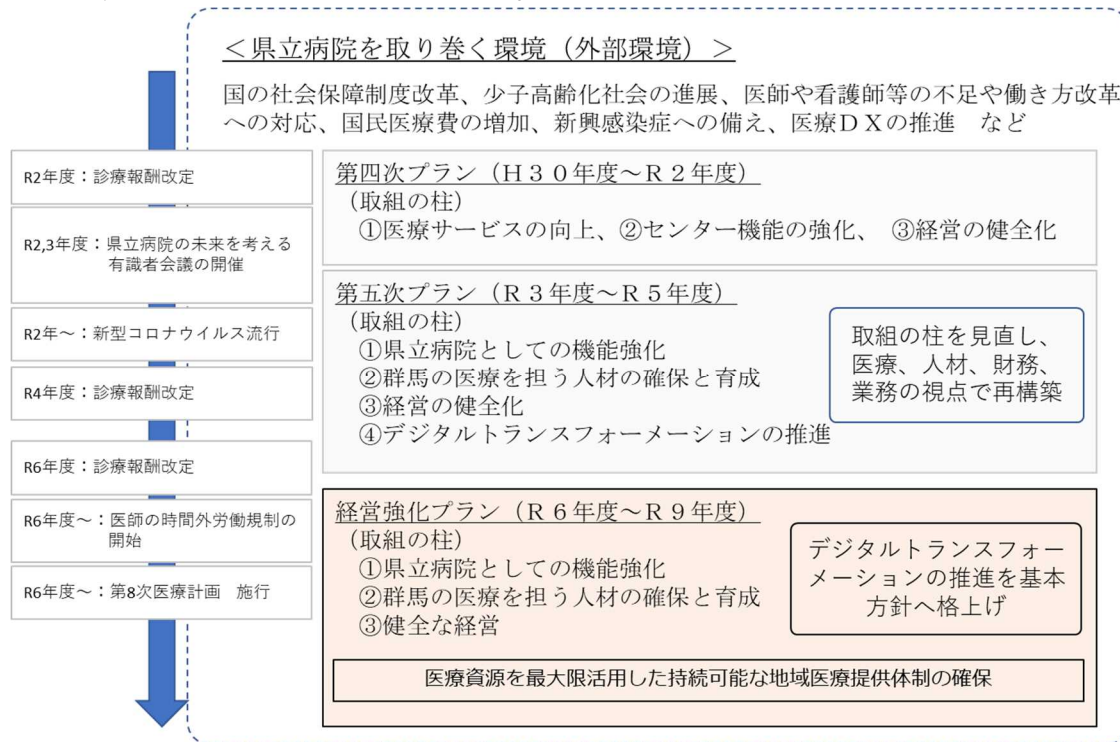 ＜県立病院を取り巻く環境（外部環境）＞
国の社会保障制度改革、少子高齢化社会の進展、医師や看護師等の不足や働き方改革
への対応、国民医療費の増加、新興感染症への備え、医療ＤＸの推進　など
R2年度：診療報酬改定
R2,3年度：県立病院の未来を考える
有識者会議の開催
R2年～：新型コロナウイルス流行
R4年度：診療報酬改定
R6年度：診療報酬改定
R6年度～：医師の時間外労働規制の
開始
R6年度～：第8次医療計画　施行
第四次プラン（Ｈ３０年度～Ｒ２年度）
（取組の柱）
①医療サービスの向上、②センター機能の強化、　③経営の健全化
第五次プラン（Ｒ３年度～Ｒ５年度）
（取組の柱）
①県立病院としての機能強化
②群馬の医療を担う人材の確保と育成
③経営の健全化
④デジタルトランスフォーメーションの推進
取組の柱を見直し、
医療、人材、財務、
業務の視点で再構築
経営強化プラン（Ｒ６年度～Ｒ９年度）
（取組の柱）
①県立病院としての機能強化
②群馬の医療を担う人材の確保と育成
③健全な経営
デジタルトランスフォー
メーションの推進を基本
方針へ格上げ
医療資源を最大限活用した持続可能な地域医療提供体制の確保